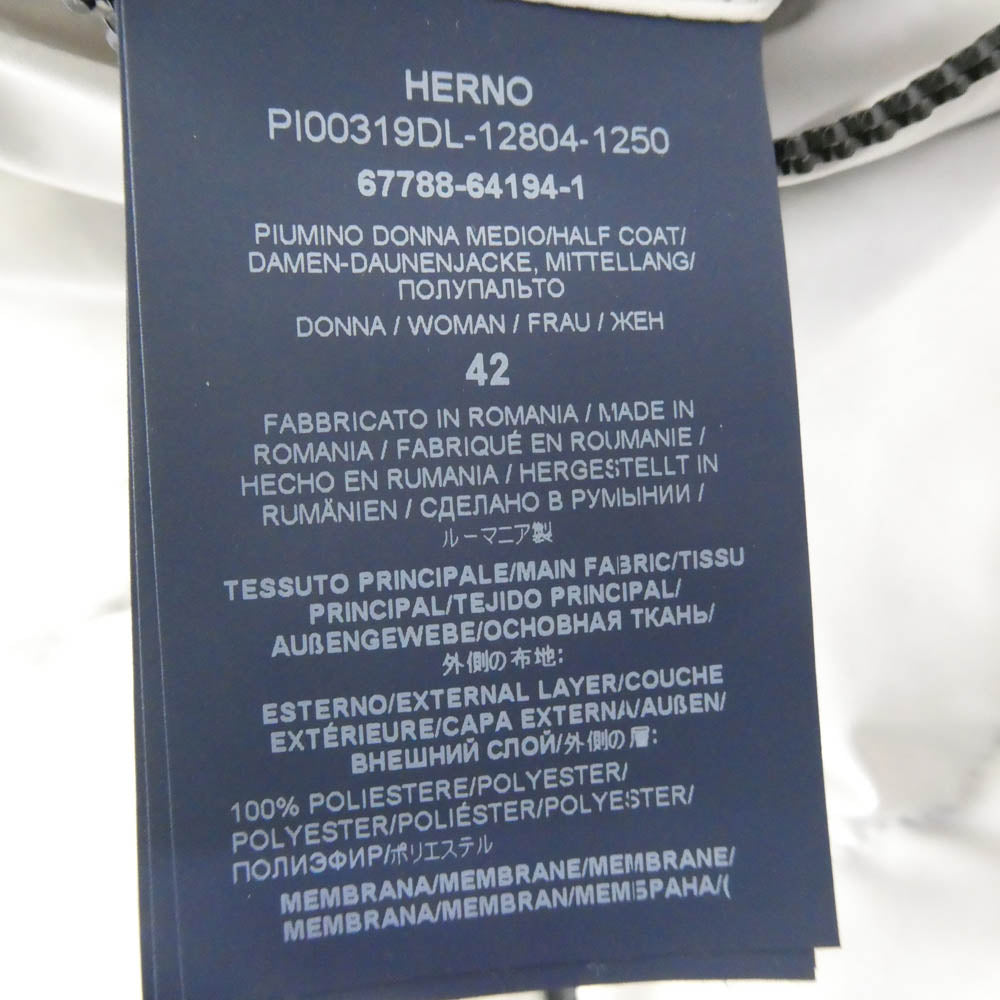 HERNO
PI00319DL-12804-1250
67788-64194-1
PIUMINO DONNA MEDIO/HALF COAT/
DAMEN-DAUNENJACKE, MITTELLANG/
ПОЛУПАЛЬТО
DONNA / WOMAN / FRAU / ЖЕН
42
FABBRICATO IN ROMANIA / MADE IN
ROMANIA / FABRIQUÉ EN ROUMANIE /
HECHO EN RUMANIA / HERGESTELLT IN
RUMÄNIEN / СДЕЛАНО В РУМЫНИИ /
ルーマニア製
TESSUTO PRINCIPALE/MAIN FABRIC/TISSU
PRINCIPAL/TEJIDO PRINCIPAL/
AUßENGEWEBE/ОСНОВНАЯ ТКАНЬ/
外側の布地:
ESTERNO/EXTERNAL LAYER/COUCHE
EXTÉRIEURE/CAPA EXTERNA/AUßEN/
ВНЕШНИЙ СЛОЙ/外側の層:
100% POLIESTERE/POLYESTER/
POLYESTER/POLIÉSTER/POLYESTER/
ПОЛИЭФИР/ポリエステル
MEMBRANA/MEMBRANE/MEMBRANE/
MEMBRANA/MEMBRAN/МЕМБРАНА/(